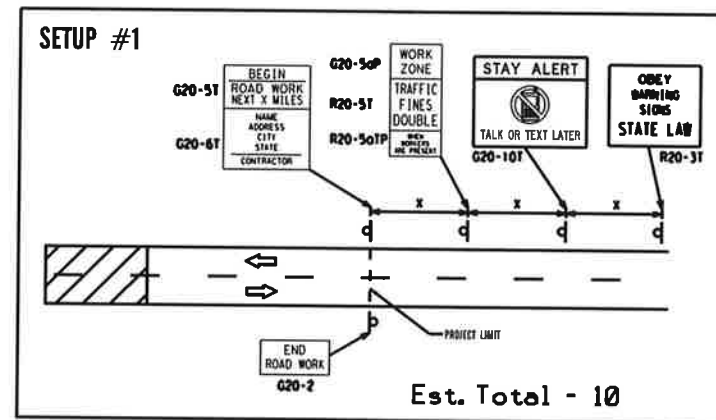 SETUP #1
G20-5T
BEGIN
ROAD WORK
NEXT X MILES
G20-6T
NAME
ADDRESS
CITY
STATE
CONTRACTOR
G20-5aP
WORK
ZONE
R20-5T
TRAFFIC
FINES
DOUBLE
R20-5aTP
WHEN
WORKERS
ARE PRESENT
STAY ALERT
TALK OR TEXT LATER
G20-10T
OBEY
WARNING
SIGNS
STATE LAW
R20-3T
X
X
X
PROJECT LIMIT
END
ROAD WORK
G20-2
Est. Total - 10